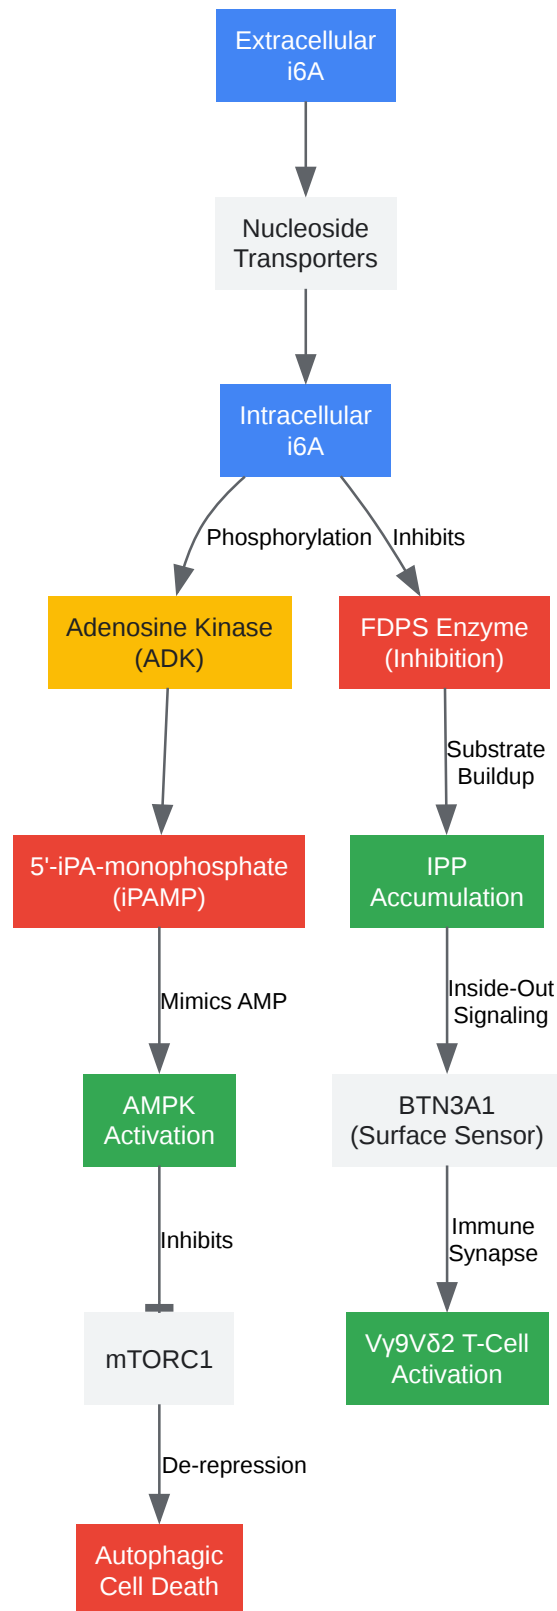 Extracellular
i6A
Nucleoside
Transporters
Intracellular
i6A
Phosphorylation
Inhibits
Adenosine Kinase
(ADK)
FDPS Enzyme
(Inhibition)
Substrate
Buildup
5'-iPA-monophosphate
(iPAMP)
IPP
Accumulation
Mimics AMP
Inside-Out
Signaling
AMPK
Activation
BTN3A1
(Surface Sensor)
Inhibits
Immune
Synapse
mTORC1
Vγ9Vδ2 T-Cell
Activation
De-repression
Autophagic
Cell Death